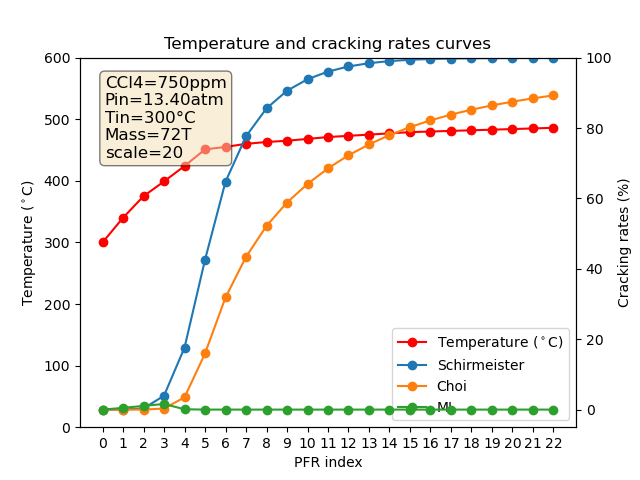 Temperature and cracking rates curves
CCl4=750ppm
Pin=13.40atm
Tin=300°C
Mass=72T
scale=20
600
500
400
300
200
100
0
Temperature (°C)
100
80
60
40
20
0
Cracking rates (%)
Temperature (°C)
Schirmeister
Choi
ML
0 1 2 3 4 5 6 7 8 9 10 11 12 13 14 15 16 17 18 19 20 21 22
PFR index